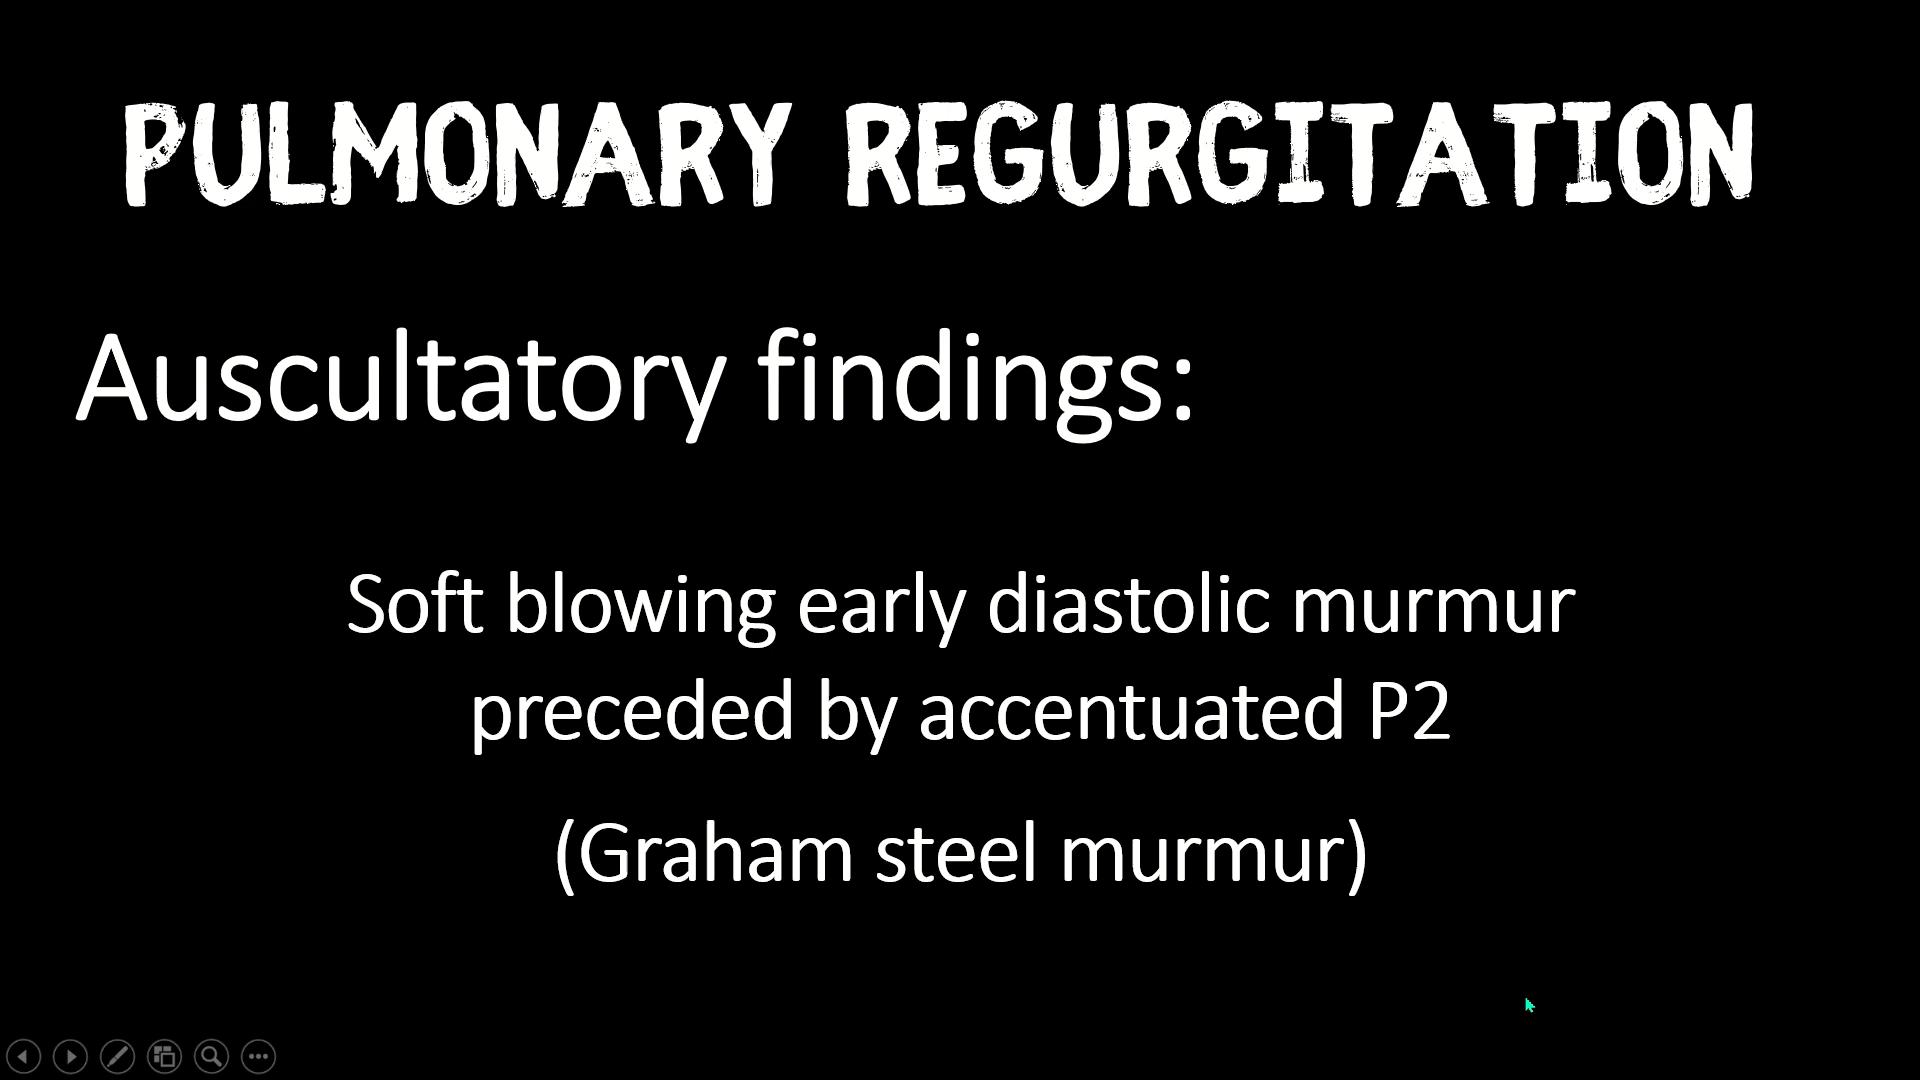 PULMONARY REGURGITATION
Auscultatory findings:
Soft blowing early diastolic murmur
preceded by accentuated P2
(Graham steel murmur)